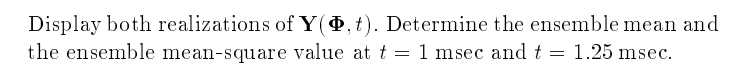 Display both realizations of Y(Φ, t). Determine the ensemble mean and
the ensemble mean-square value at t = 1 msec and t = 1.25 msec.